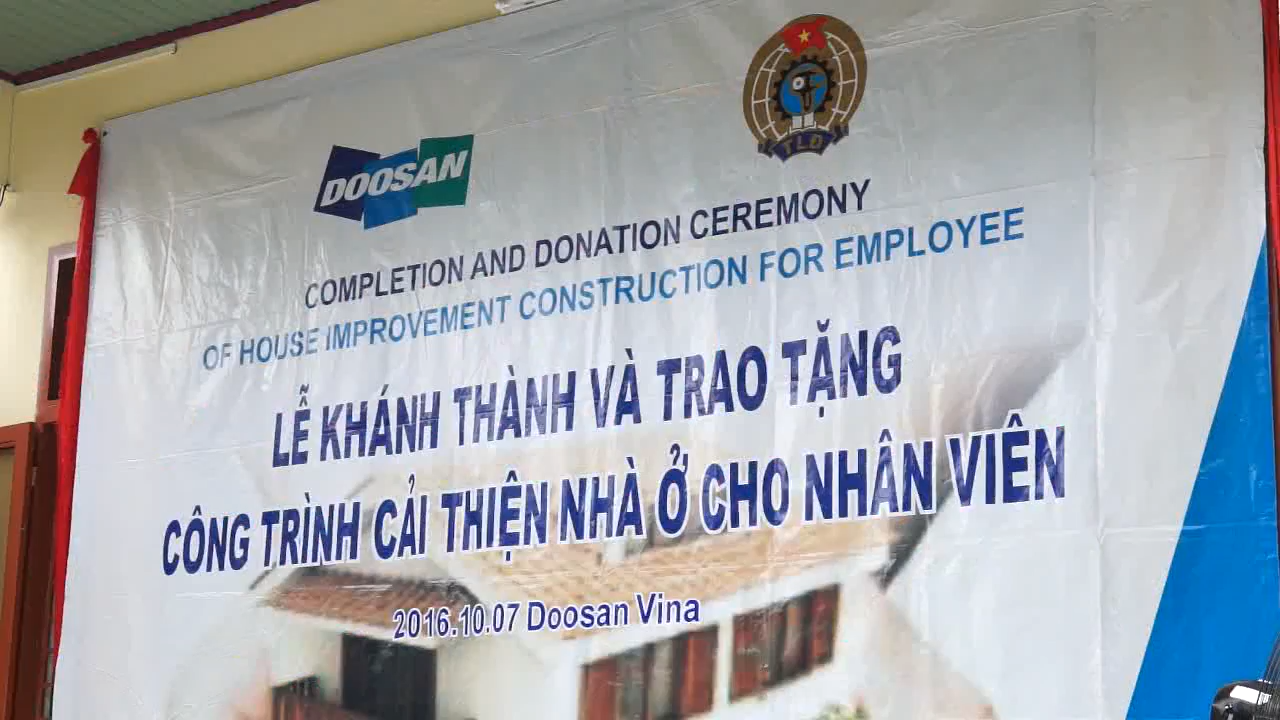 TLD
DOOSAN
COMPLETION AND DONATION CEREMONY
OF HOUSE IMPROVEMENT CONSTRUCTION FOR EMPLOYEE
LỄ KHÁNH THÀNH VÀ TRAO TẶNG
CÔNG TRÌNH CẢI THIỆN NHÀ Ở CHO NHÂN VIÊN
2016.10.07 Doosan Vina